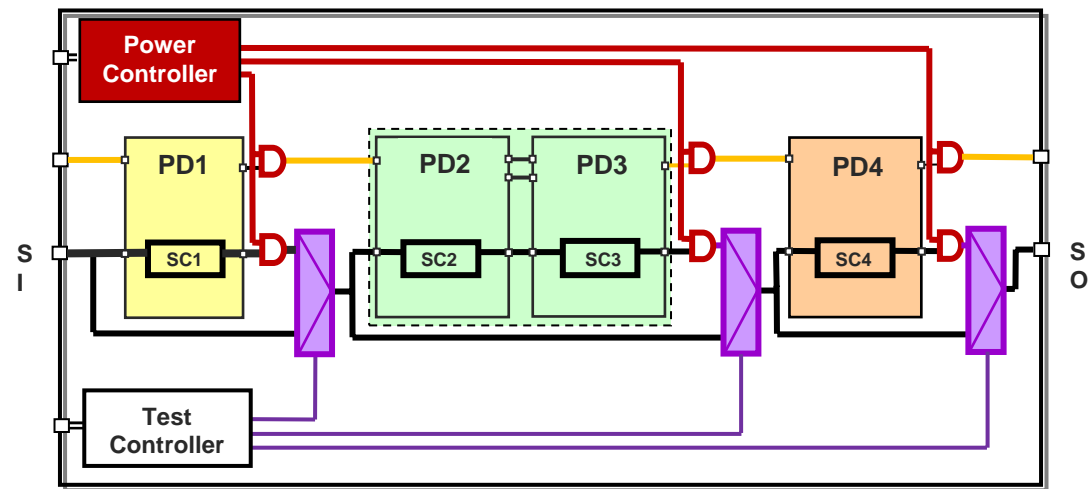 Power
Controller
PD1
PD2
PD3
PD4
S
I
SC1
SC2
SC3
SC4
S
O
Test
Controller